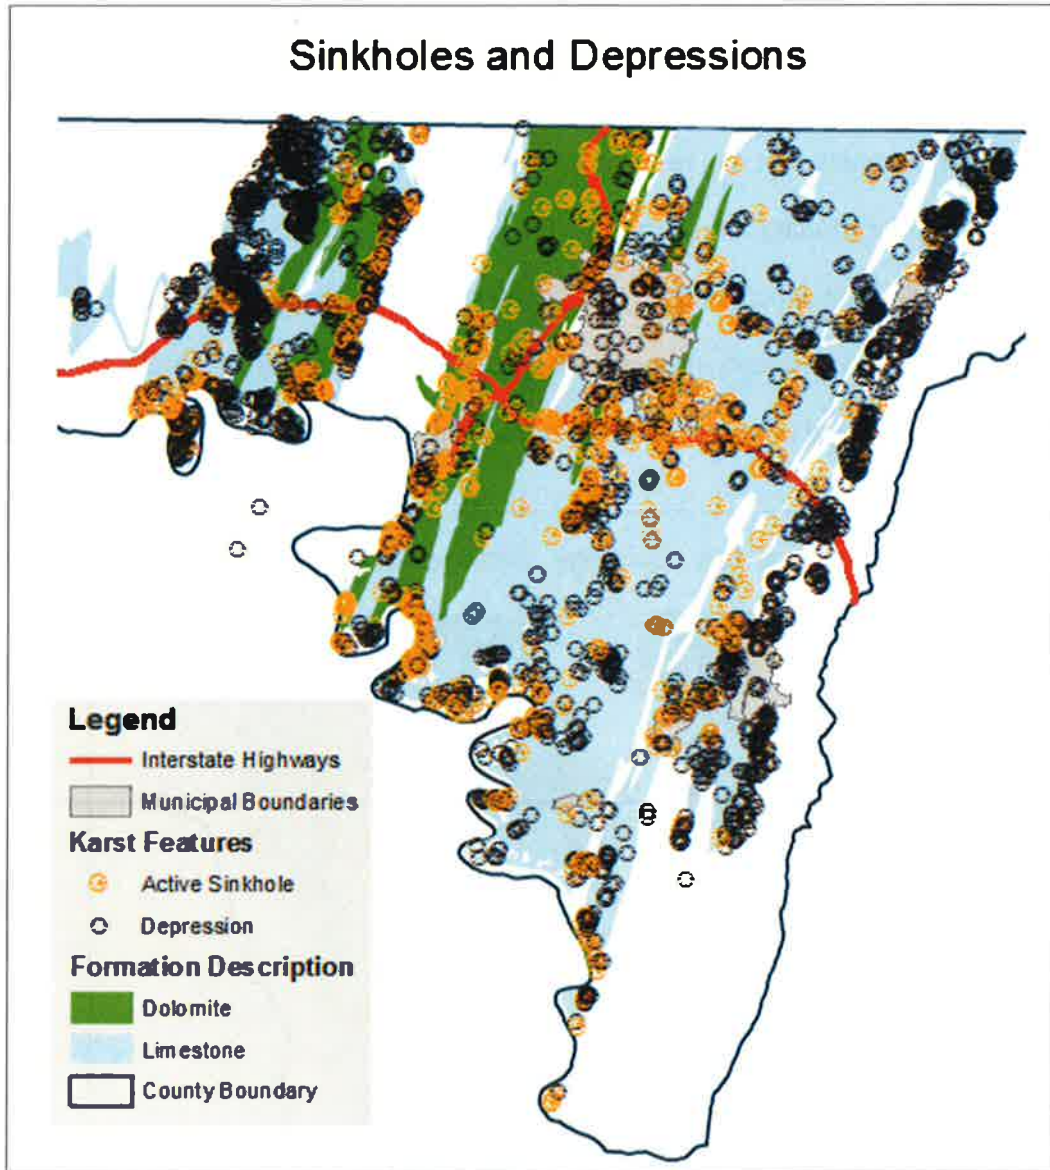 Sinkholes and Depressions
Legend
Interstate Highways
Municipal Boundaries
Karst Features
Active Sinkhole
Depression
Formation Description
Dolomite
Limestone
County Boundary